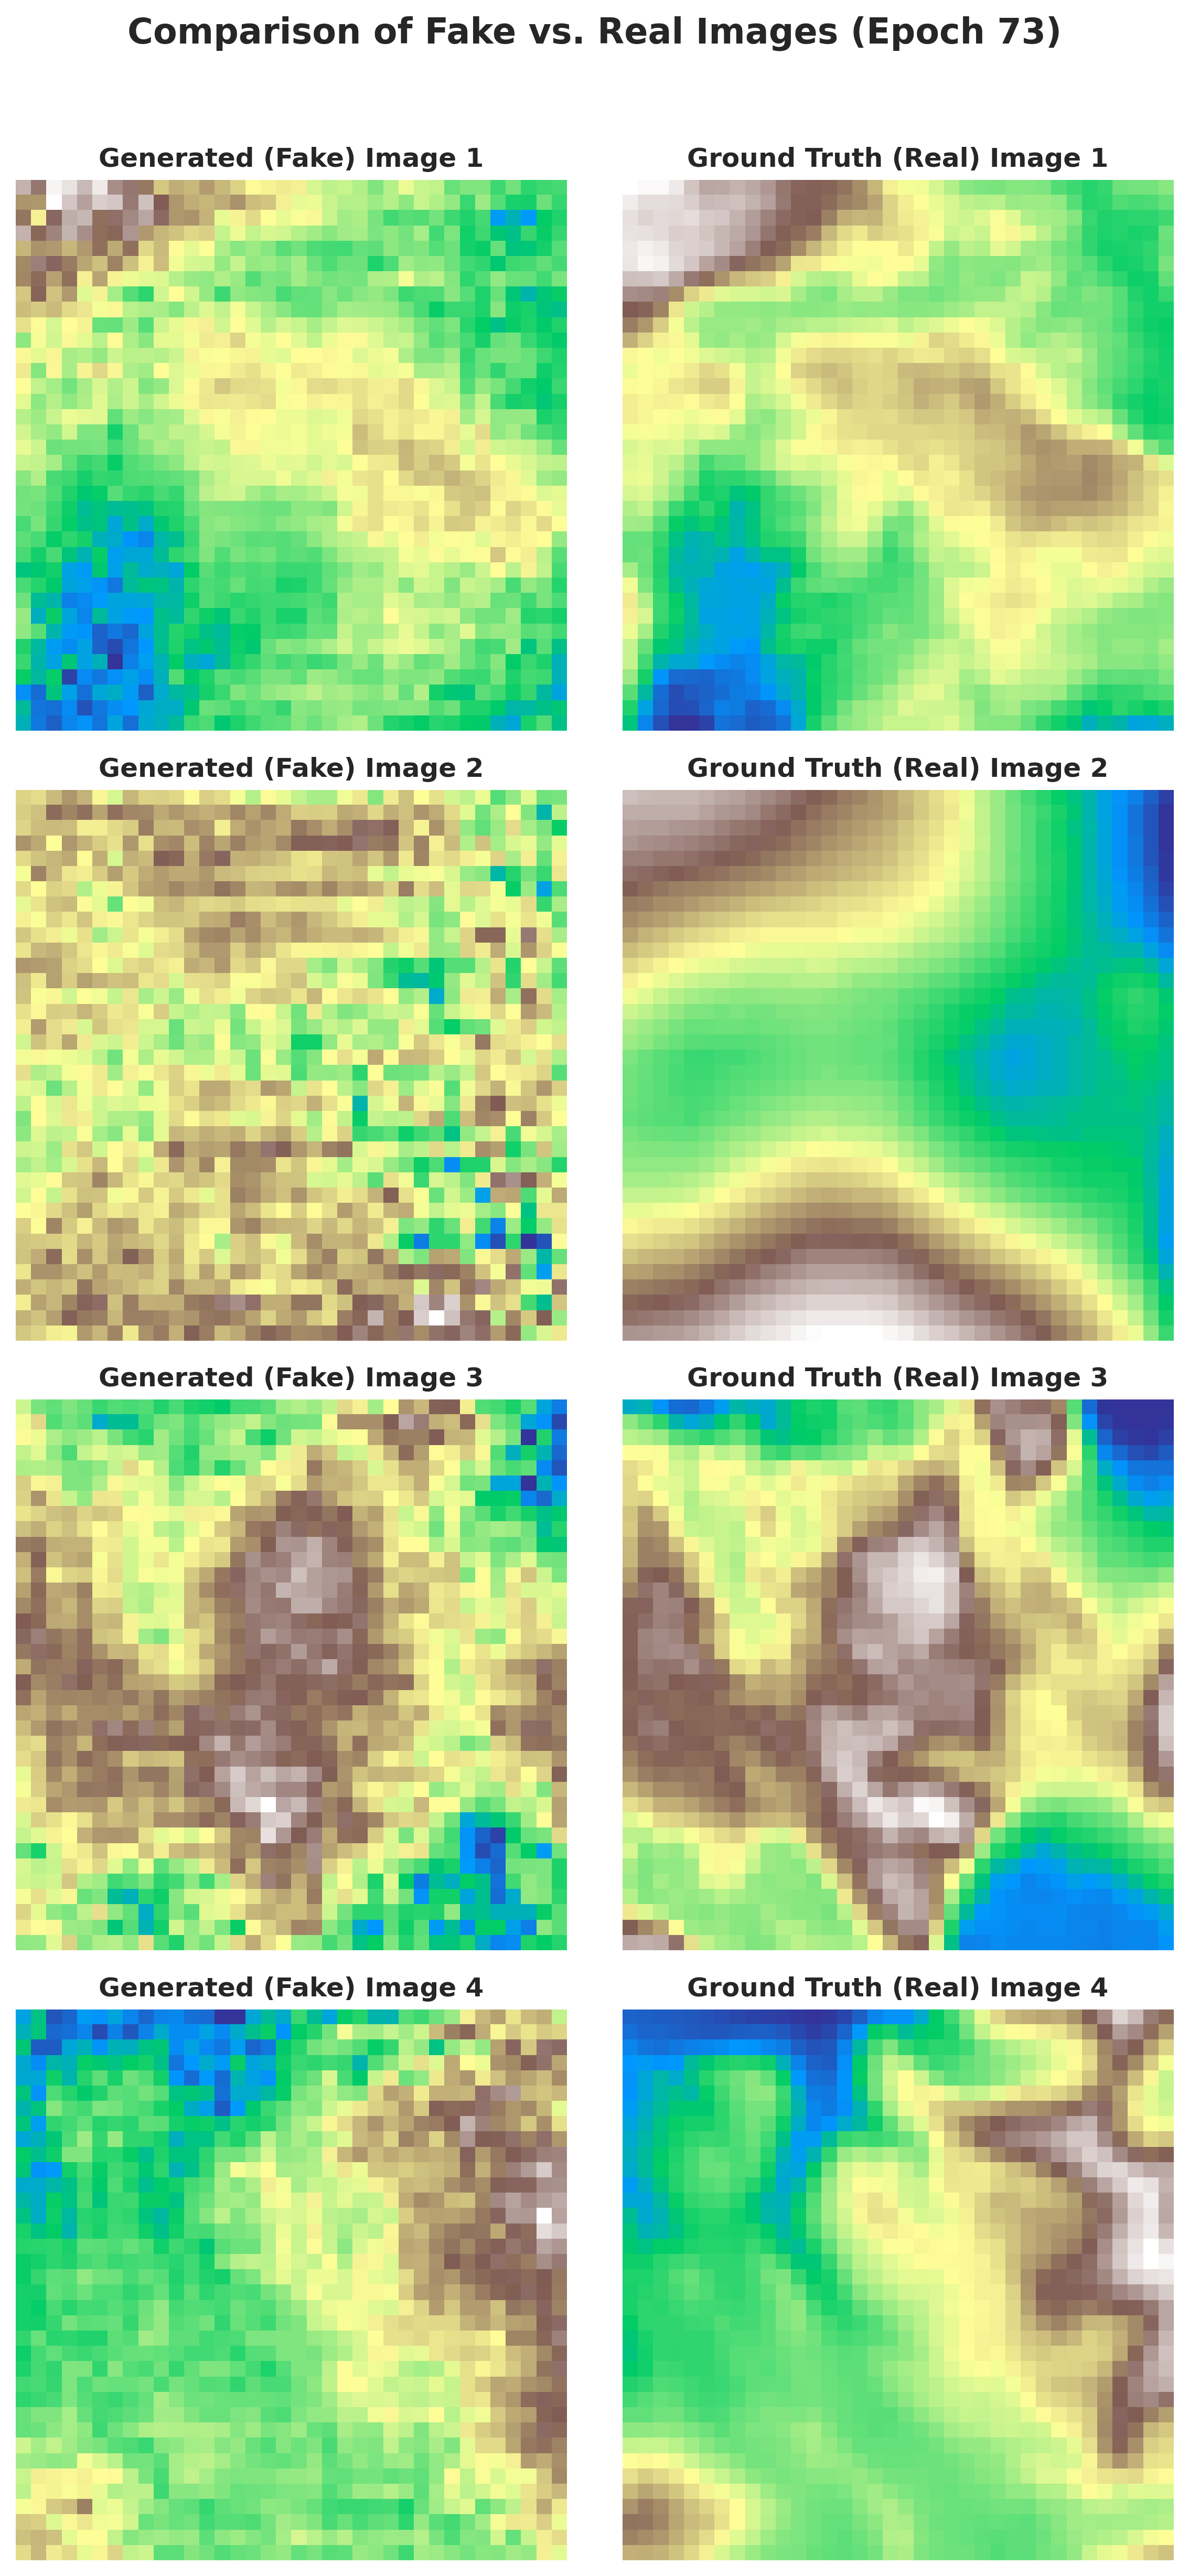 Comparison of Fake vs. Real Images (Epoch 73)
Generated (Fake) Image 1
Ground Truth (Real) Image 1
Generated (Fake) Image 2
Ground Truth (Real) Image 2
Generated (Fake) Image 3
Ground Truth (Real) Image 3
Generated (Fake) Image 4
Ground Truth (Real) Image 4